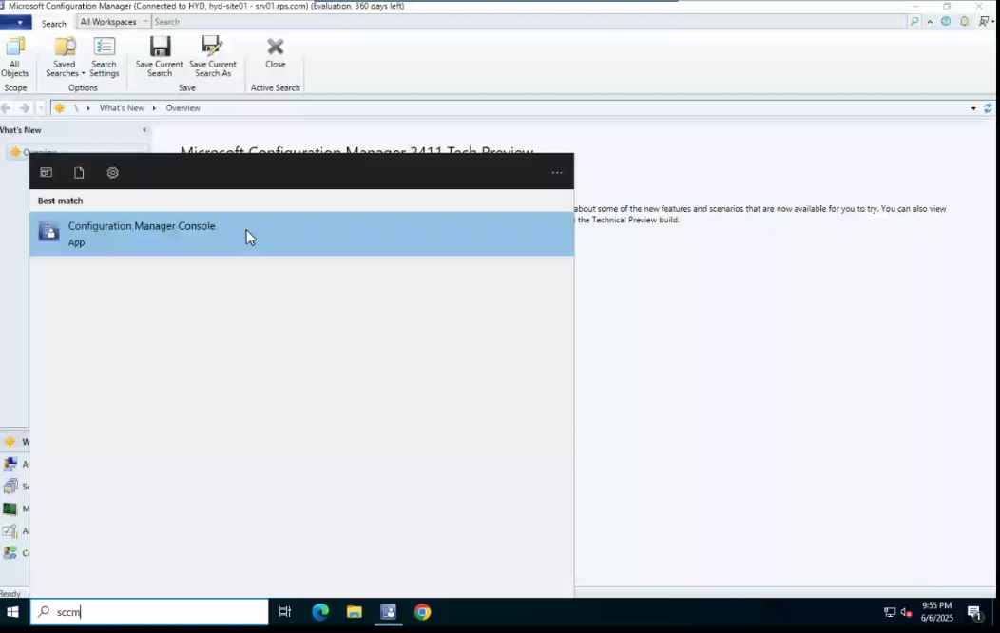 Microsoft Configuration Manager (Connected to HYD, hyd-site01 - srv01.rps.com) (Evaluation, 360 days left)
Search All Workspaces Search
All Objects
Saved Searches
Search Settings
Save Current Search
Save Current Search As
Close
Scope Options Save Active Search
\ What's New Overview
What's New
Overview
Microsoft Configuration Manager 2411 Tech Preview
Best match
Configuration Manager Console
App
about some of the new features and scenarios that are now available for you to try. You can also view
the Technical Preview build.
W
As
M
A
Ready
sccm
9:55 PM
6/6/2025
1